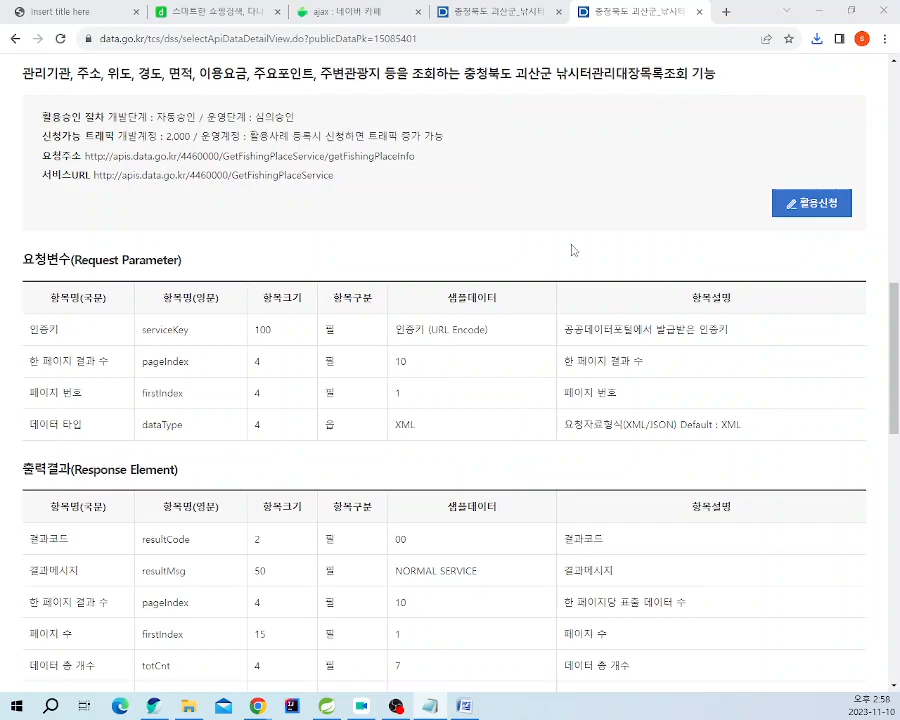 Insert title here
스마트한 쇼핑검색, 다나
ajax : 네이버 카페
충청북도 괴산군_낚시터
충청북도 괴산군_낚시터
data.go.kr/tcs/dss/selectApiDataDetailView.do?publicDataPk=15085401
관리기관, 주소, 위도, 경도, 면적, 이용요금, 주요포인트, 주변관광지 등을 조회하는 충청북도 괴산군 낚시터관리대장목록조회 기능
활용승인 절차 개발단계 : 자동승인 / 운영단계 : 심의승인
신청가능 트래픽 개발계정 : 2,000 / 운영계정 : 활용사례 등록시 신청하면 트래픽 증가 가능
요청주소 http://apis.data.go.kr/4460000/GetFishingPlaceService/getFishingPlaceInfo
서비스URL http://apis.data.go.kr/4460000/GetFishingPlaceService
활용신청
요청변수(Request Parameter)
항목명(국문) 항목명(영문) 항목크기 항목구분 샘플데이터 항목설명
인증키 serviceKey 100 필 인증키 (URL Encode) 공공데이터포털에서 발급받은 인증키
한 페이지 결과 수 pageIndex 4 필 10 한 페이지 결과 수
페이지 번호 firstIndex 4 필 1 페이지 번호
데이터 타입 dataType 4 옵 XML 요청자료형식(XML/JSON) Default : XML
출력결과(Response Element)
항목명(국문) 항목명(영문) 항목크기 항목구분 샘플데이터 항목설명
결과코드 resultCode 2 필 00 결과코드
결과메시지 resultMsg 50 필 NORMAL SERVICE 결과메시지
한 페이지 결과 수 pageIndex 4 필 10 한 페이지당 표출 데이터 수
페이지 수 firstIndex 15 필 1 페이지 수
데이터 총 개수 totCnt 4 필 7 데이터 총 개수
오후 2:58
2023-11-10